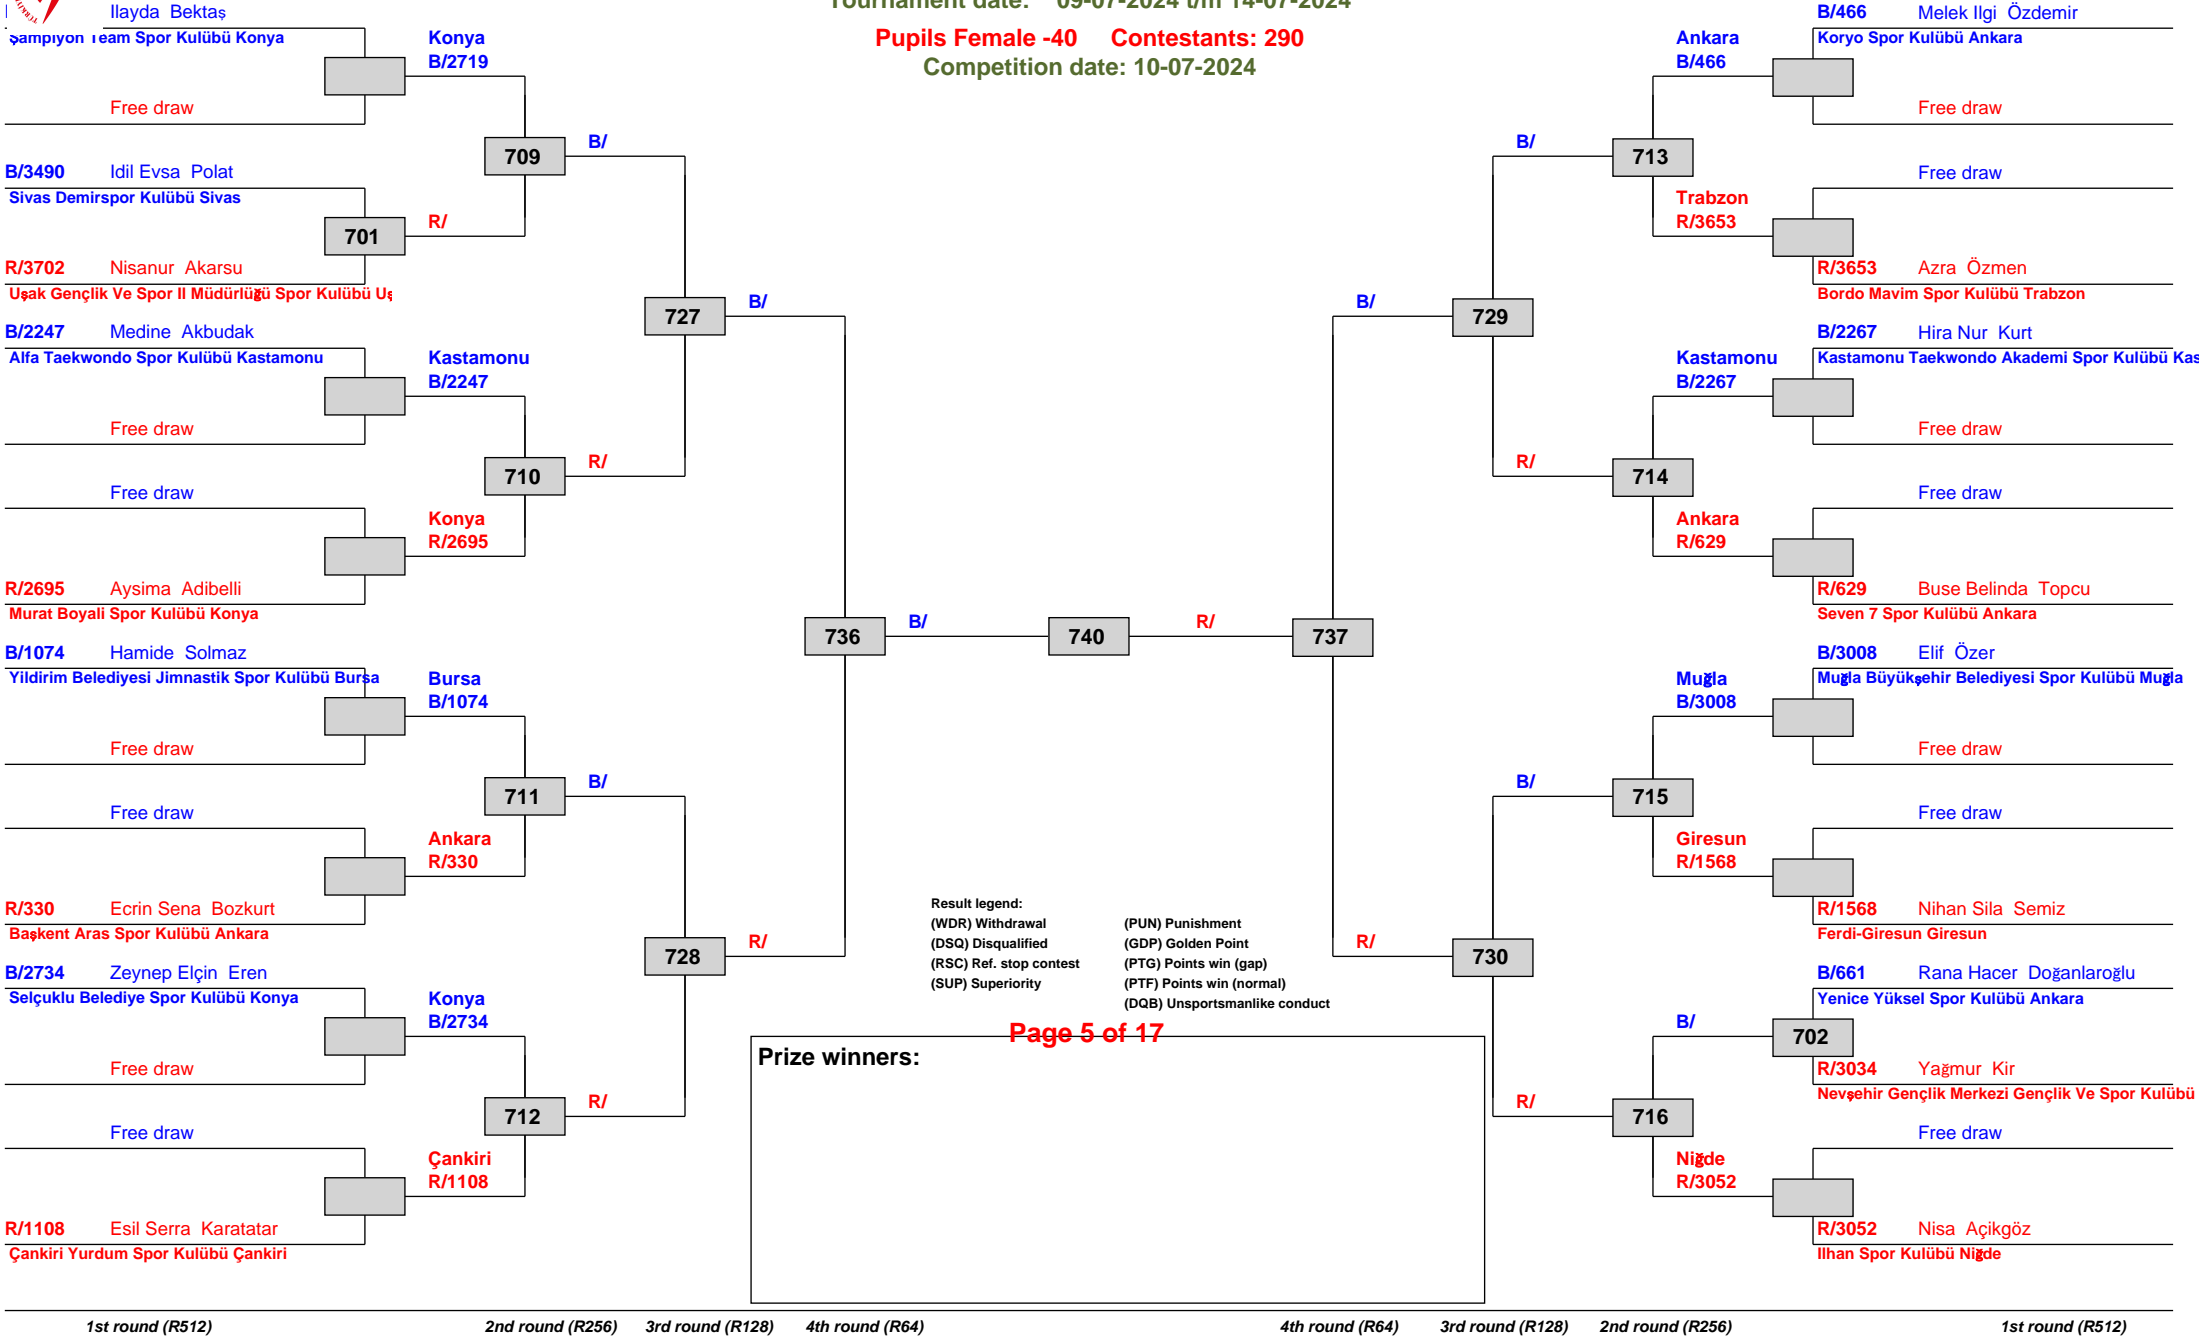 Tournament date: 09-07-2024 t/m 14-07-2024
Pupils Female -40 Contestants: 290
Competition date: 10-07-2024
Ilayda Bektaş
Şampiyon Team Spor Kulübü Konya
Free draw
B/3490 Idil Evsa Polat
Sivas Demirspor Kulübü Sivas
701
R/3702 Nisanur Akarsu
Uşak Gençlik Ve Spor Il Müdürlüğü Spor Kulübü Uş
B/2247 Medine Akbudak
Alfa Taekwondo Spor Kulübü Kastamonu
Free draw
Free draw
R/2695 Aysima Adibelli
Murat Boyali Spor Kulübü Konya
B/1074 Hamide Solmaz
Yildirim Belediyesi Jimnastik Spor Kulübü Bursa
Free draw
Free draw
R/330 Ecrin Sena Bozkurt
Başkent Aras Spor Kulübü Ankara
B/2734 Zeynep Elçin Eren
Selçuklu Belediye Spor Kulübü Konya
Free draw
Free draw
R/1108 Esil Serra Karatatar
Çankiri Yurdum Spor Kulübü Çankiri
Konya
B/2719
709
R/
Kastamonu
B/2247
710
Konya
R/2695
Bursa
B/1074
711
Ankara
R/330
Konya
B/2734
712
Çankiri
R/1108
B/
727
R/
B/
728
R/
B/
736
R/
B/
740
R/
737
B/
R/
729
B/
R/
730
B/
R/
Ankara
B/466
713
Trabzon
R/3653
Kastamonu
B/2267
714
Ankara
R/629
Muğla
B/3008
715
Giresun
R/1568
B/
716
Niğde
R/3052
B/466 Melek Ilgi Özdemir
Koryo Spor Kulübü Ankara
Free draw
Free draw
R/3653 Azra Özmen
Bordo Mavim Spor Kulübü Trabzon
B/2267 Hira Nur Kurt
Kastamonu Taekwondo Akademi Spor Kulübü Kas
Free draw
Free draw
R/629 Buse Belinda Topcu
Seven 7 Spor Kulübü Ankara
B/3008 Elif Özer
Muğla Büyükşehir Belediyesi Spor Kulübü Muğla
Free draw
Free draw
R/1568 Nihan Sila Semiz
Ferdi-Giresun Giresun
B/661 Rana Hacer Doğanlaroğlu
Yenice Yüksel Spor Kulübü Ankara
702
R/3034 Yağmur Kir
Nevşehir Gençlik Merkezi Gençlik Ve Spor Kulübü
Free draw
R/3052 Nisa Açikgöz
Ilhan Spor Kulübü Niğde
Result legend:
(WDR) Withdrawal (PUN) Punishment
(DSQ) Disqualified (GDP) Golden Point
(RSC) Ref. stop contest (PTG) Points win (gap)
(SUP) Superiority (PTF) Points win (normal)
(DQB) Unsportsmanlike conduct
Page 5 of 17
Prize winners:
1st round (R512) 2nd round (R256) 3rd round (R128) 4th round (R64) 4th round (R64) 3rd round (R128) 2nd round (R256) 1st round (R512)